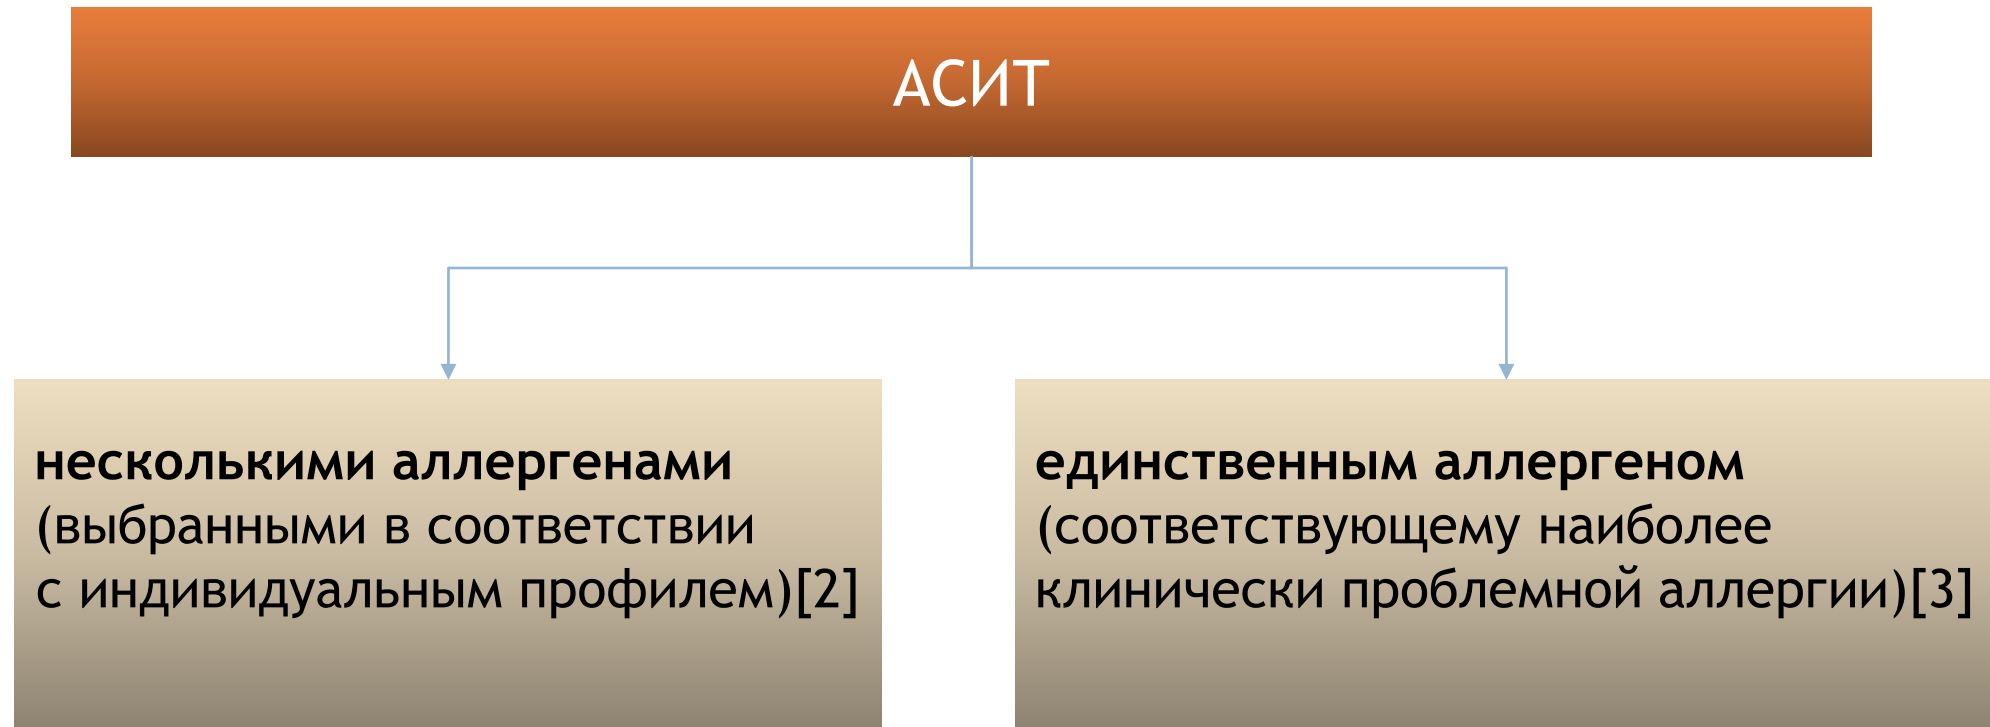 АСИТ
несколькими аллергенами
(выбранными в соответствии
с индивидуальным профилем)[2]
единственным аллергеном
(соответствующему наиболее
клинически проблемной аллергии)[3]